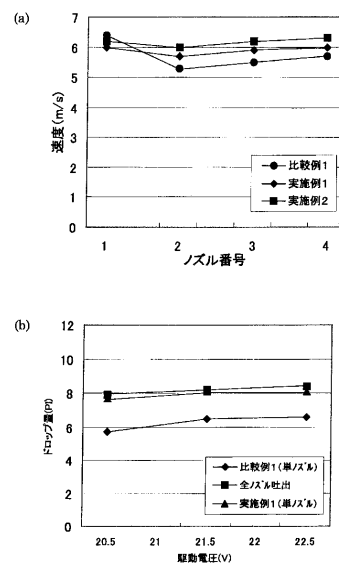 (a)
7
6
5
4
3
2
1
0
速度(m/s)
比較例1
実施例1
実施例2
1 2 3 4
ノズル番号
(b)
12
10
8
6
4
2
0
ドロップ量(Pl)
比較例1(単ノズル)
全ノズル吐出
実施例1(単ノズル)
20.5 21 21.5 22 22.5
駆動電圧(V)